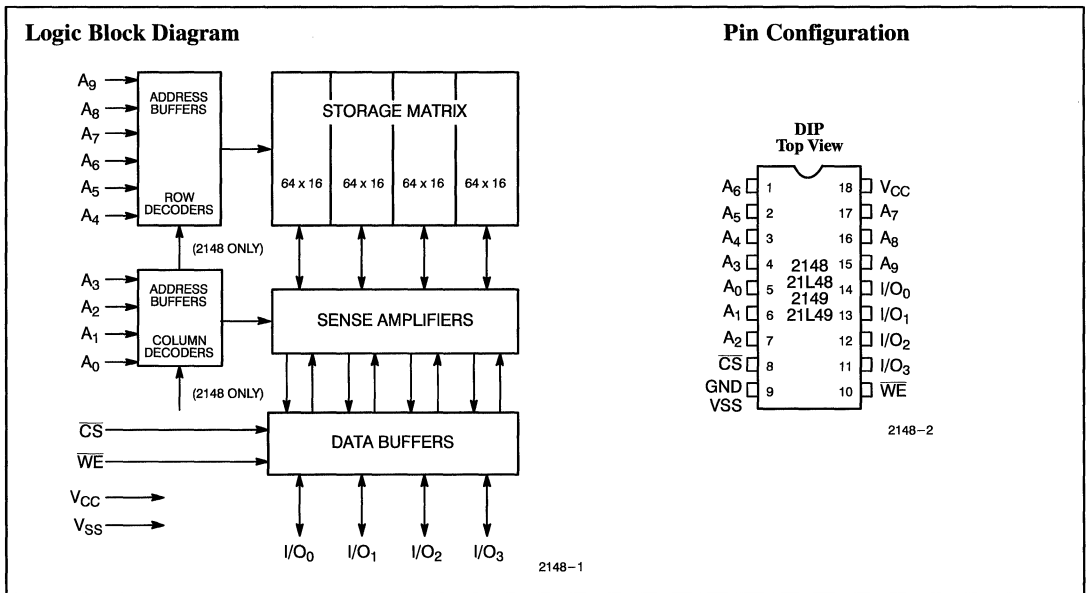 Logic Block Diagram
A9
A8
A7
A6
A5
A4
ADDRESS
BUFFERS
ROW
DECODERS
STORAGE MATRIX
64 x 16
64 x 16
64 x 16
64 x 16
(2148 ONLY)
A3
A2
A1
A0
ADDRESS
BUFFERS
COLUMN
DECODERS
SENSE AMPLIFIERS
(2148 ONLY)
CS
WE
DATA BUFFERS
VCC
VSS
I/O0 I/O1 I/O2 I/O3
2148-1
Pin Configuration
DIP
Top View
A6 1 18 VCC
A5 2 17 A7
A4 3 16 A8
A3 4 2148 15 A9
A0 5 21L48 14 I/O0
2149
A1 6 21L49 13 I/O1
A2 7 12 I/O2
CS 8 11 I/O3
GND 9 10 WE
VSS
2148-2